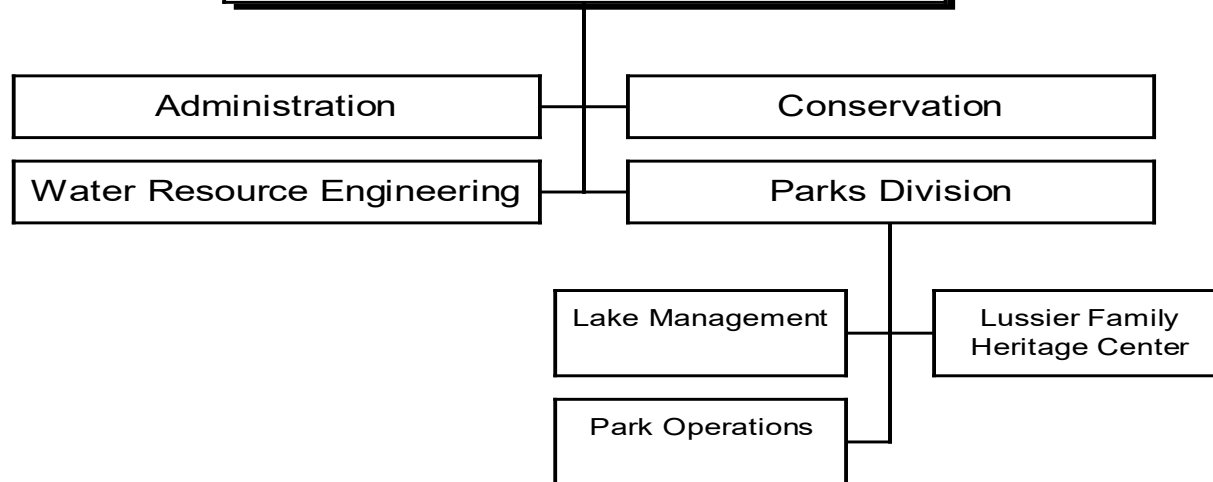 Administration
Conservation
Water Resource Engineering
Parks Division
Lake Management
Lussier Family
Heritage Center
Park Operations